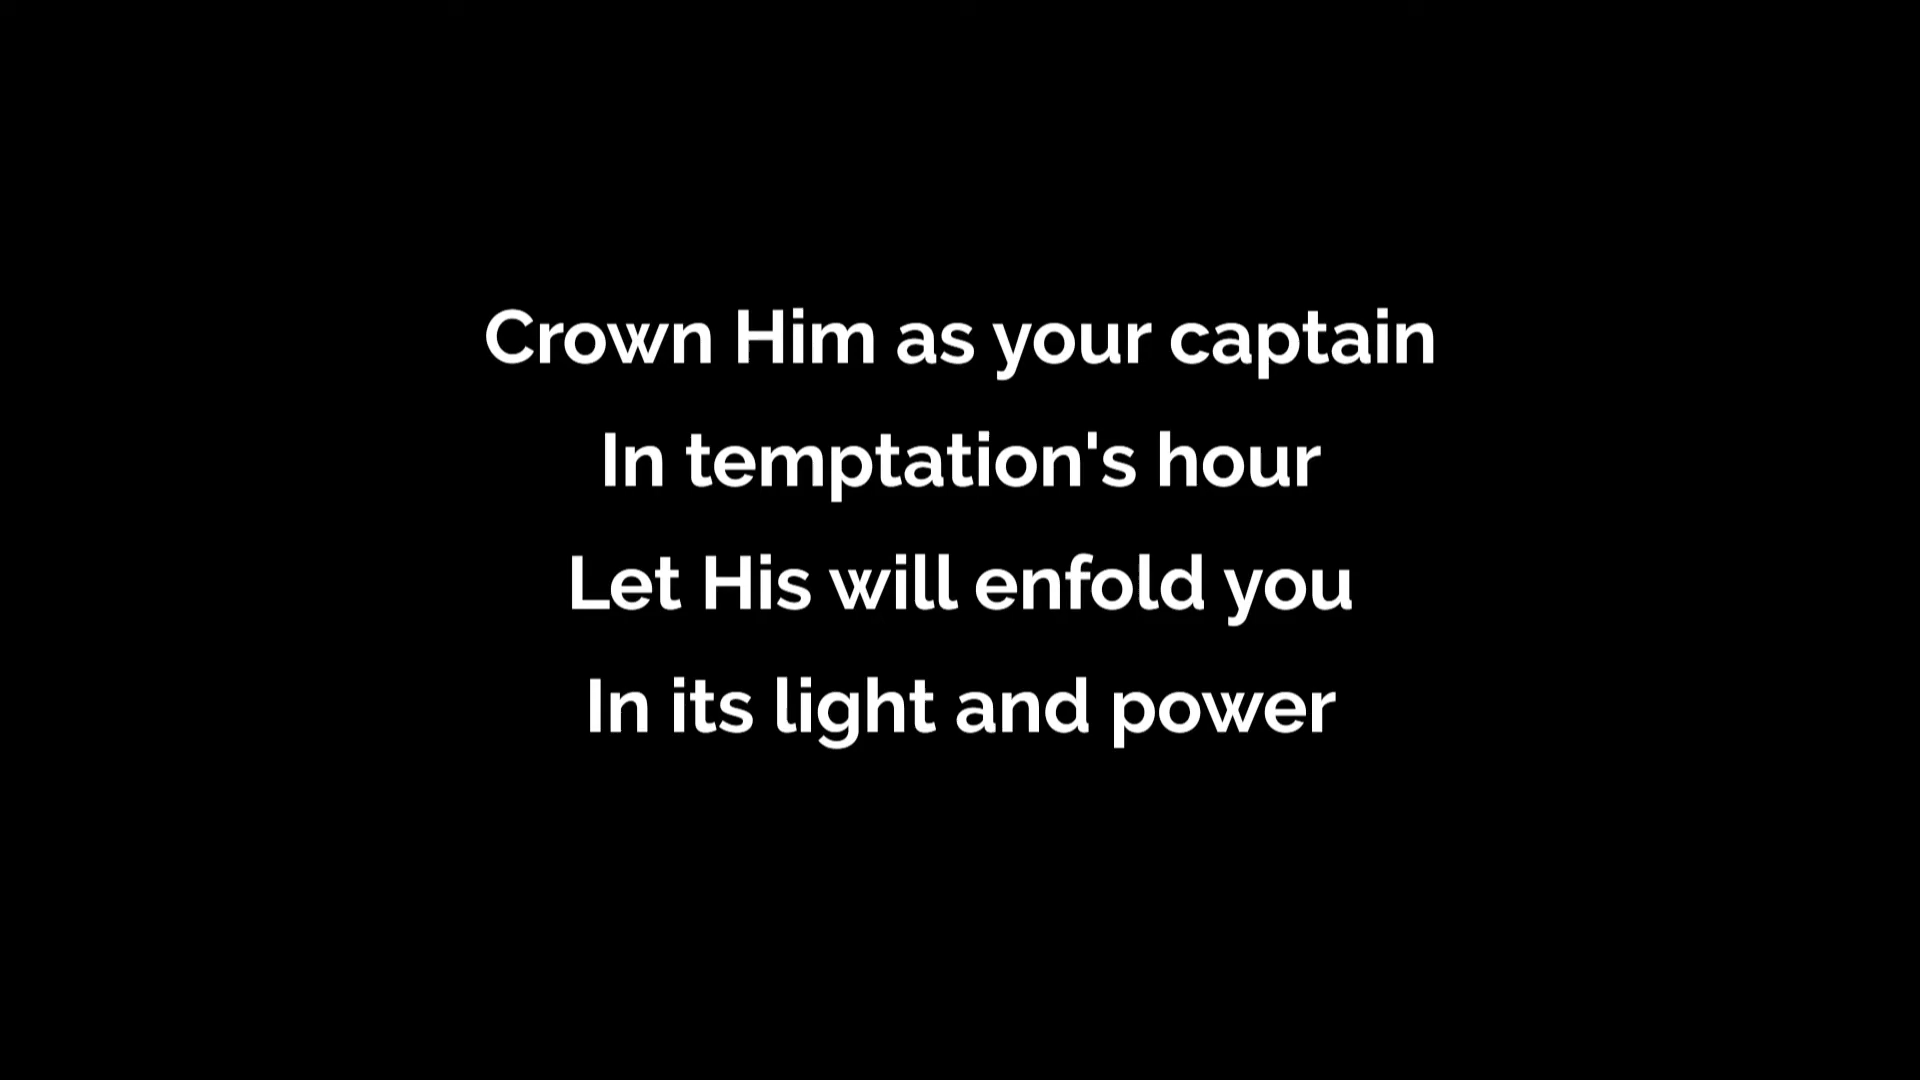 Crown Him as your captain
In temptation's hour
Let His will enfold you
In its light and power